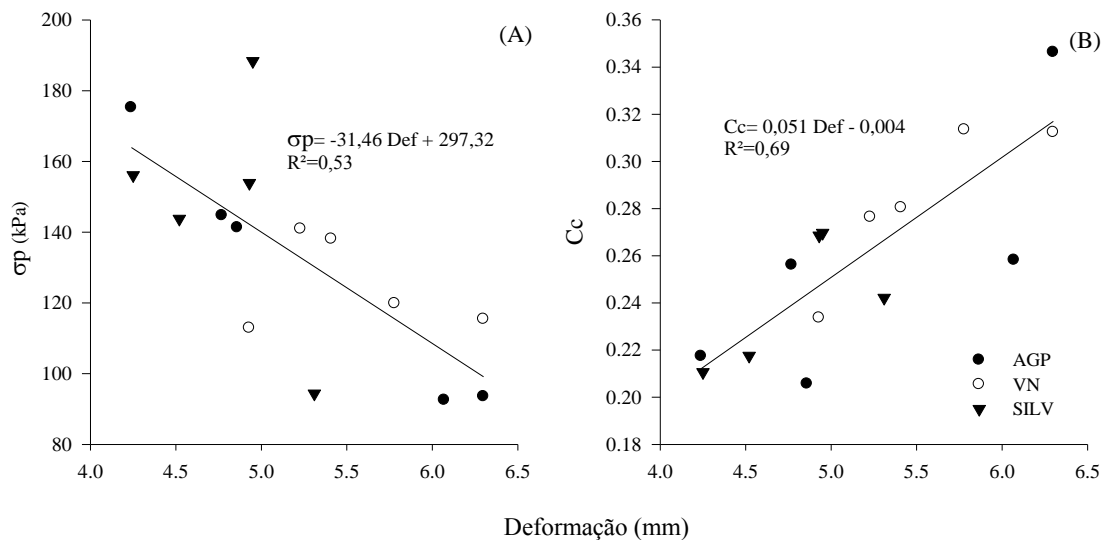 (A)
σp= -31,46 Def + 297,32
R²=0,53
σp (kPa)
200
180
160
140
120
100
80
4.0 4.5 5.0 5.5 6.0 6.5
(B)
Cc= 0,051 Def - 0,004
R²=0,69
Cc
0.36
0.34
0.32
0.30
0.28
0.26
0.24
0.22
0.20
0.18
AGP
VN
SILV
4.0 4.5 5.0 5.5 6.0 6.5
Deformação (mm)